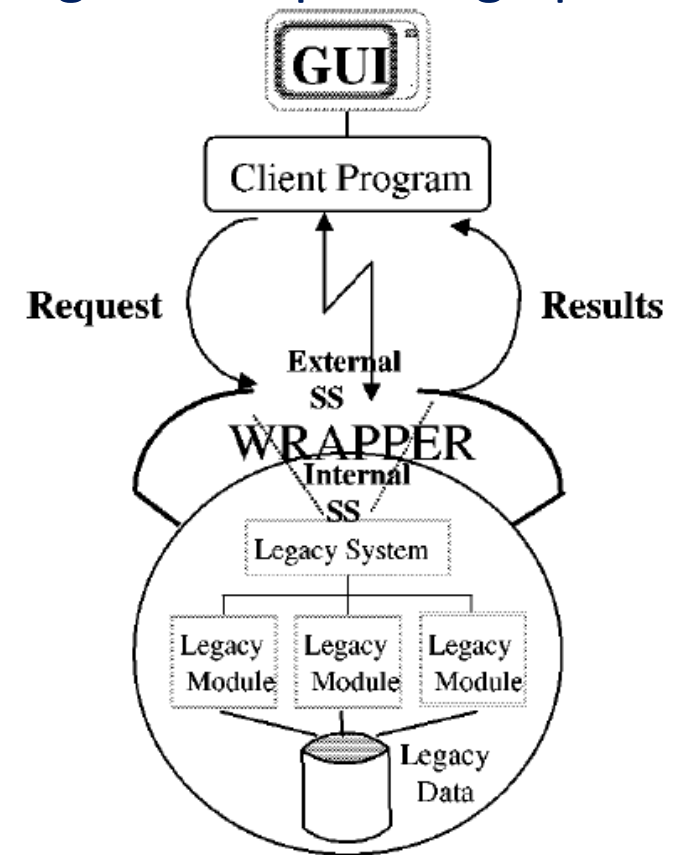 GUI
Client Program
Request
Results
External
SS
WRAPPER
Internal
SS
Legacy System
Legacy
Module
Legacy
Module
Legacy
Module
Legacy
Data